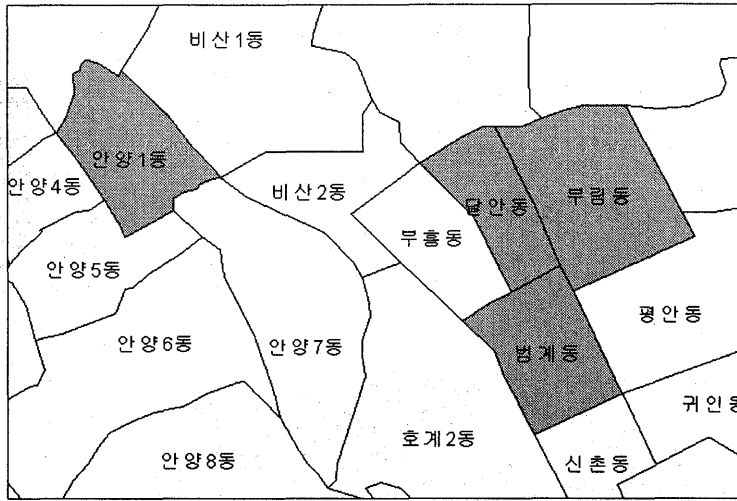 비산1동
안양1동
안양4동
비산2동
달안동
부림동
부흥동
안양5동
평안동
안양6동
안양7동
범계동
귀인동
호계2동
안양8동
신촌동